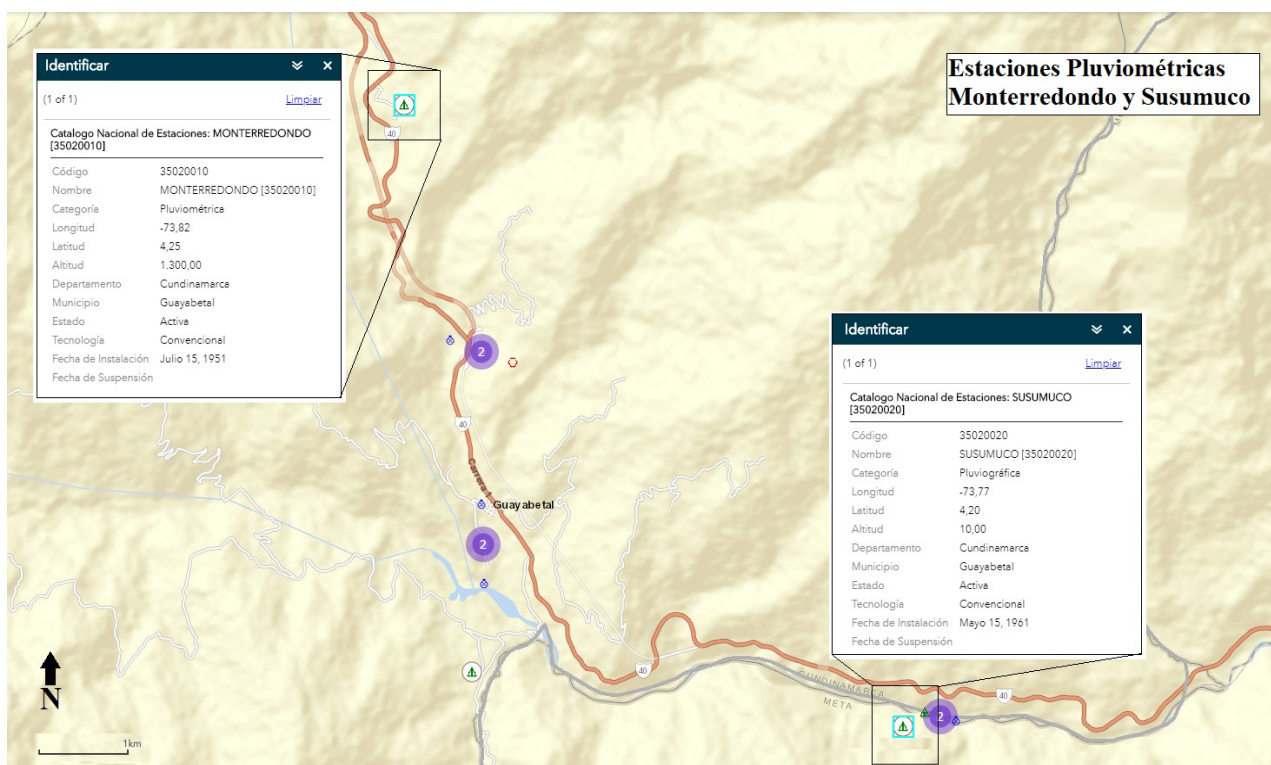 Estaciones Pluviométricas
Monterredondo y Susumuco
Identificar
(1 of 1) Limpiar
Catalogo Nacional de Estaciones: MONTERREDONDO
[35020010]
Código 35020010
Nombre MONTERREDONDO [35020010]
Categoría Pluviométrica
Longitud -73,82
Latitud 4,25
Altitud 1.300,00
Departamento Cundinamarca
Municipio Guayabetal
Estado Activa
Tecnología Convencional
Fecha de Instalación Julio 15, 1951
Fecha de Suspensión
40
2
40
Carrera 1
Guayabetal
2
Identificar
(1 of 1) Limpiar
Catalogo Nacional de Estaciones: SUSUMUCO
[35020020]
Código 35020020
Nombre SUSUMUCO [35020020]
Categoría Pluviográfica
Longitud -73,77
Latitud 4,20
Altitud 10,00
Departamento Cundinamarca
Municipio Guayabetal
Estado Activa
Tecnología Convencional
Fecha de Instalación Mayo 15, 1961
Fecha de Suspensión
40
CUNDINAMARCA
META
40
2
N
1km